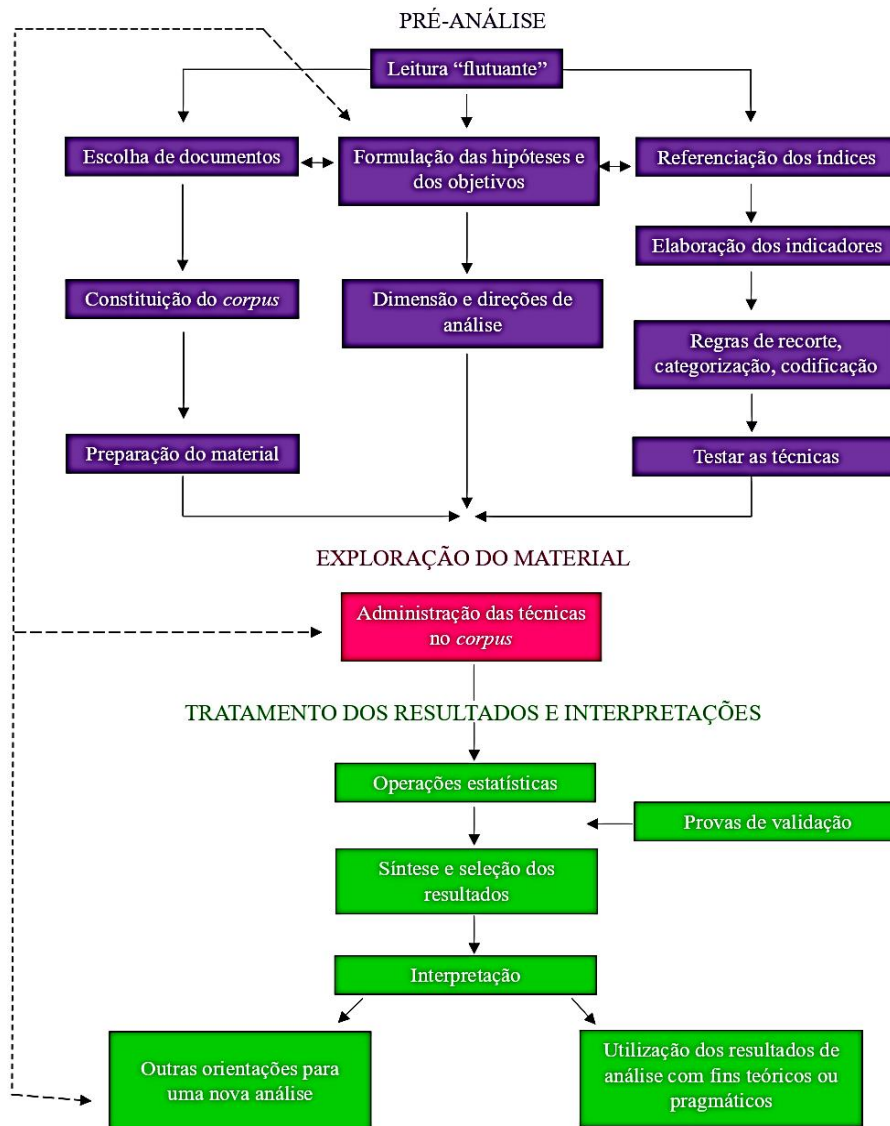 PRÉ-ANÁLISE
Leitura “flutuante”
Escolha de documentos
Formulação das hipóteses e
dos objetivos
Referenciação dos índices
Elaboração dos indicadores
Constituição do corpus
Dimensão e direções de
análise
Regras de recorte,
categorização, codificação
Preparação do material
Testar as técnicas
EXPLORAÇÃO DO MATERIAL
Administração das técnicas
no corpus
TRATAMENTO DOS RESULTADOS E INTERPRETAÇÕES
Operações estatísticas
Provas de validação
Síntese e seleção dos
resultados
Interpretação
Outras orientações para
uma nova análise
Utilização dos resultados de
análise com fins teóricos ou
pragmáticos